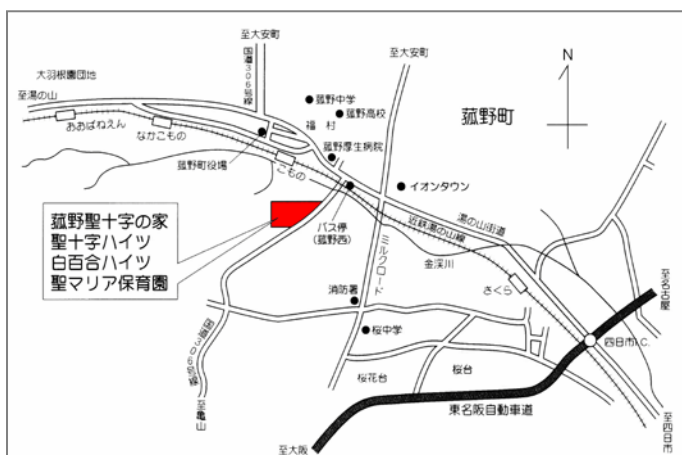 至大安町
至大安町
国道306号線
N
大羽根園団地
至湯の山
菰野中学
菰野高校
福村
菰野町
おおばねえん
なかこもの
菰野町役場
こもの
菰野厚生病院
イオンタウン
菰野聖十字の家
聖十字ハイツ
白百合ハイツ
聖マリア保育園
バス停
(菰野西)
ミルクロード
湯の山街道
近鉄湯の山線
金渓川
さくら
至名古屋
消防署
桜中学
四日市I.C.
国道306号線
至亀山
桜花台
桜台
東名阪自動車道
至大阪
至四日市